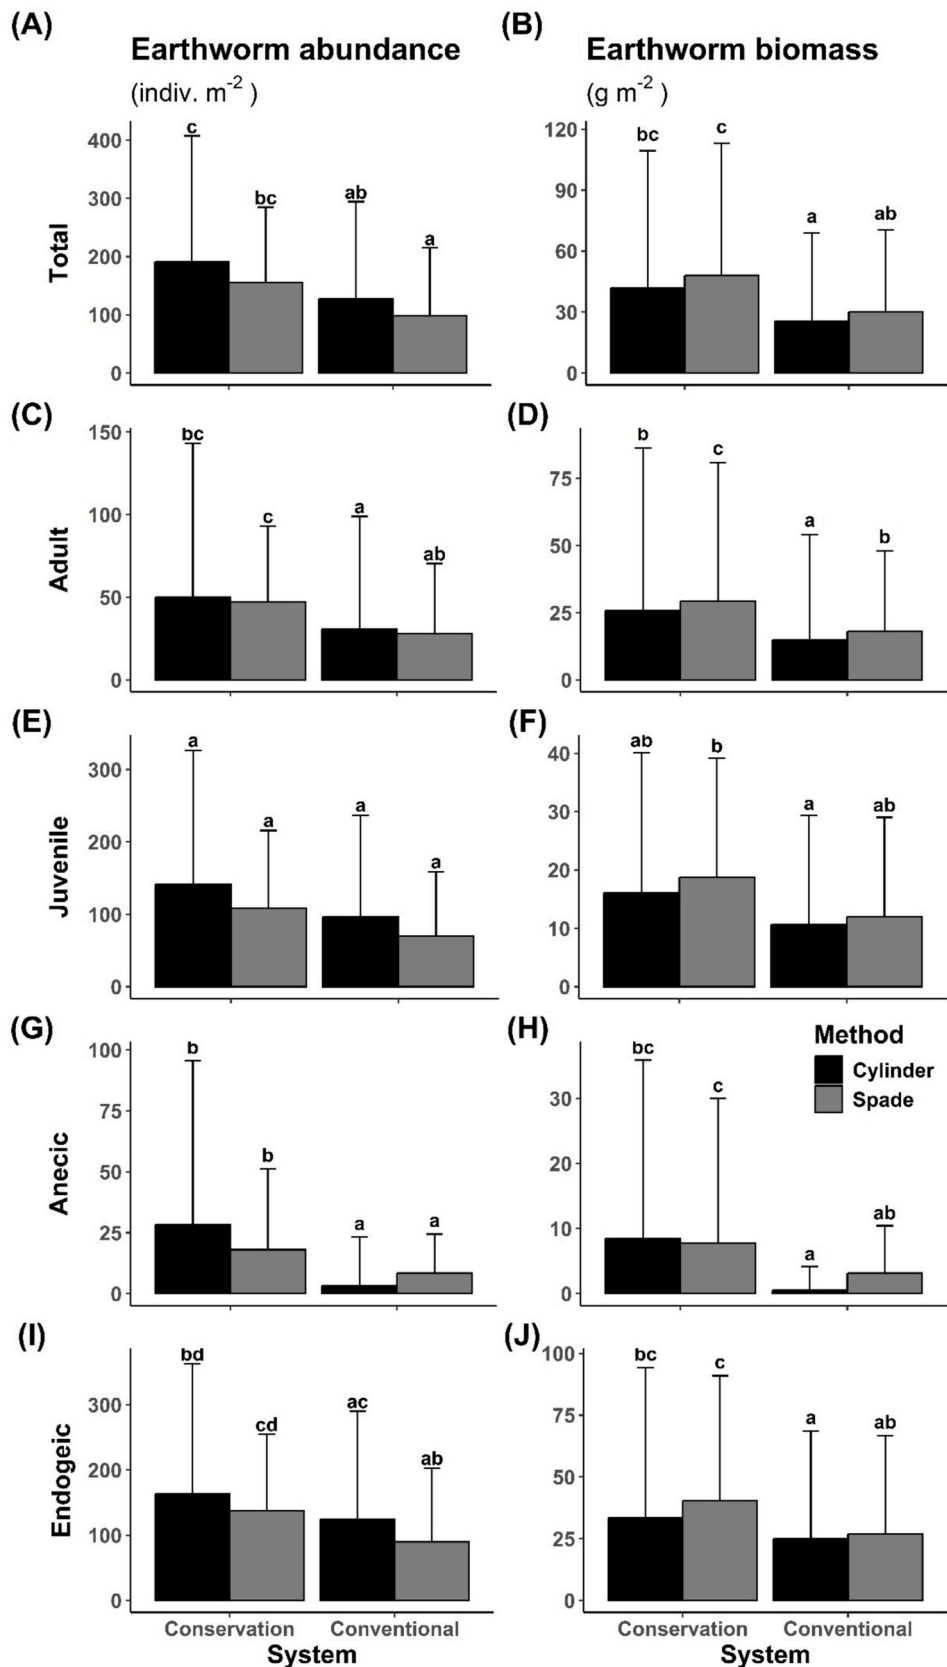 (A)
Earthworm abundance
(indiv. m-2 )
(B)
Earthworm biomass
(g m-2 )
Total
400
300
200
100
0
c
bc
ab
a
120
90
60
30
0
bc
c
a
ab
(C)
Adult
150
100
50
0
bc
c
a
ab
(D)
75
50
25
0
b
c
a
b
(E)
Juvenile
300
200
100
0
a
a
a
a
(F)
40
30
20
10
0
ab
b
a
ab
(G)
Anecic
100
75
50
25
0
b
b
a
a
(H)
30
20
10
0
bc
c
a
ab
Method
Cylinder
Spade
(I)
Endogeic
300
200
100
0
bd
cd
ac
ab
Conservation Conventional
System
(J)
100
75
50
25
0
bc
c
a
ab
Conservation Conventional
System